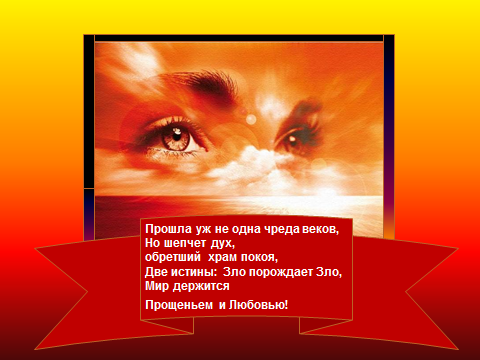 Прошла уж не одна чреда веков,
Но шепчет дух,
обретший храм покоя,
Две истины: Зло порождает Зло,
Мир держится
Прощеньем и Любовью!